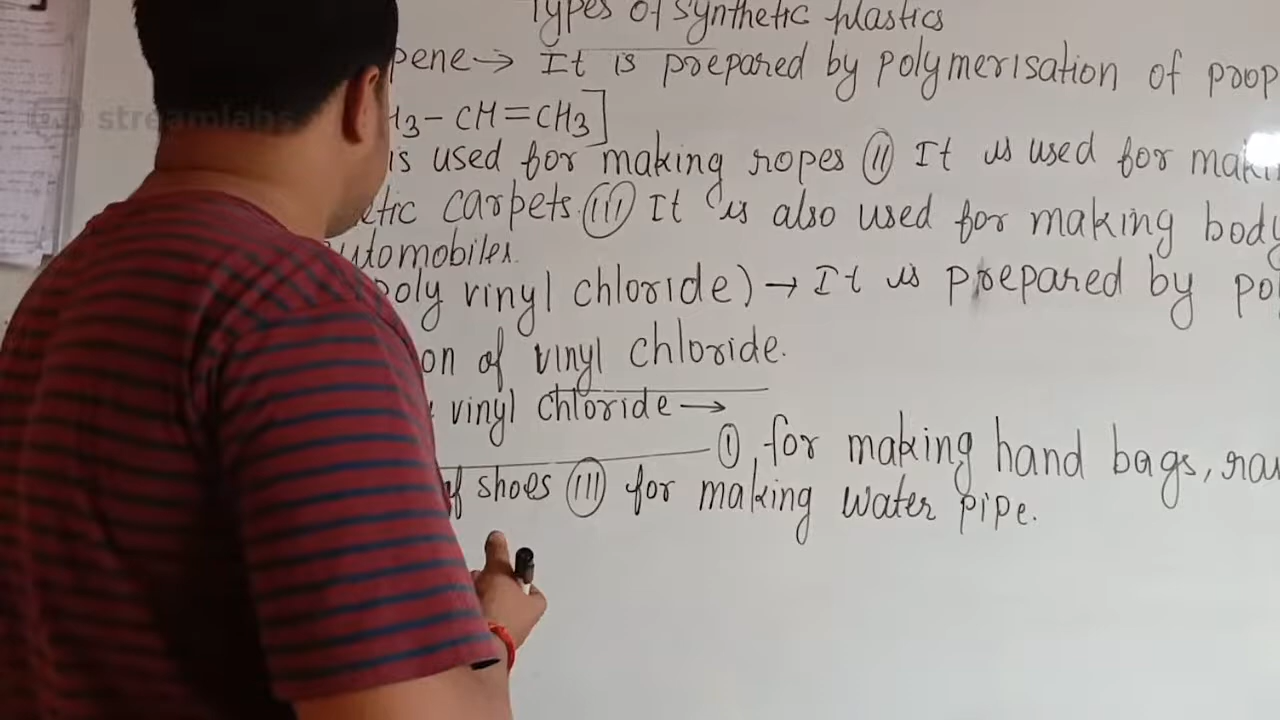 Types of synthetic plastics
pene → It is prepared by polymerisation of prop
H3 - CH = CH3]
is used for making ropes (II) It is used for maki
etic carpets. (III) It is also used for making body
utomobiles.
poly vinyl chloride) → It is prepared by pol
on of vinyl chloride.
vinyl chloride →
(I) for making hand bags, rai
of shoes (III) for making water pipe.
streamlabs